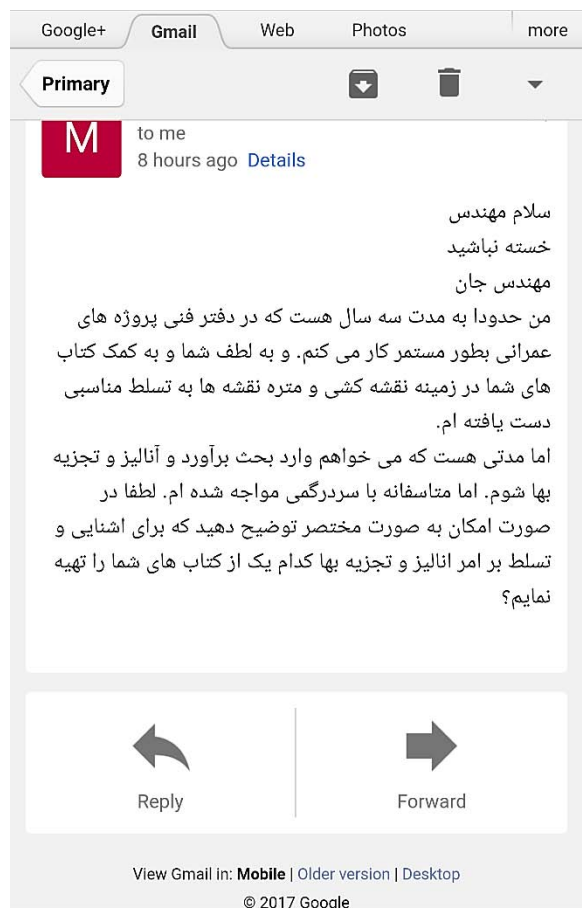 Google+ Gmail Web Photos more
Primary
M
to me
8 hours ago Details
سلام مهندس
خسته نباشید
مهندس جان
من حدودا به مدت سه سال هست که در دفتر فنی پروژه های
عمرانی بطور مستمر کار می کنم. و به لطف شما و به کمک کتاب
های شما در زمینه نقشه کشی و متره نقشه ها به تسلط مناسبی
دست یافته ام.
اما مدتی هست که می خواهم وارد بحث برآورد و آنالیز و تجزیه
بها شوم. اما متاسفانه با سردرگمی مواجه شده ام. لطفا در
صورت امکان به صورت مختصر توضیح دهید که برای اشنایی و
تسلط بر امر انالیز و تجزیه بها کدام یک از کتاب های شما را تهیه
نمایم؟
Reply Forward
View Gmail in: Mobile | Older version | Desktop
© 2017 Google